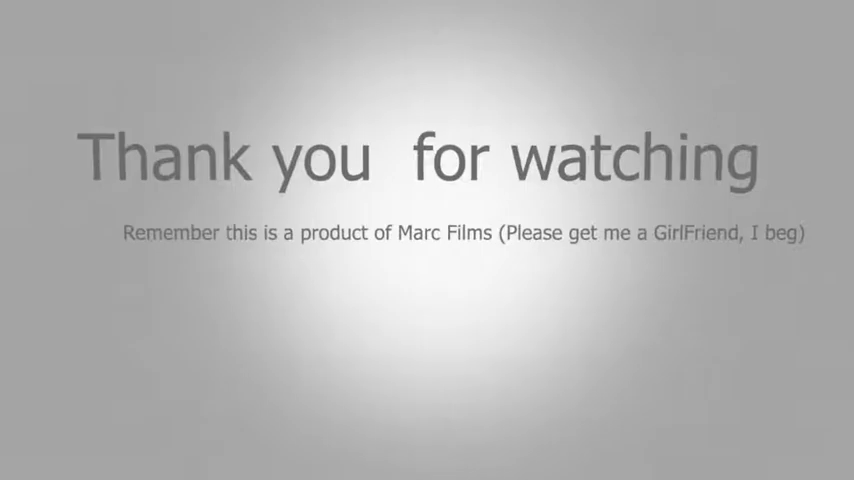 Thank you  for watching
Remember this is a product of Marc Films (Please get me a GirlFriend, I beg)